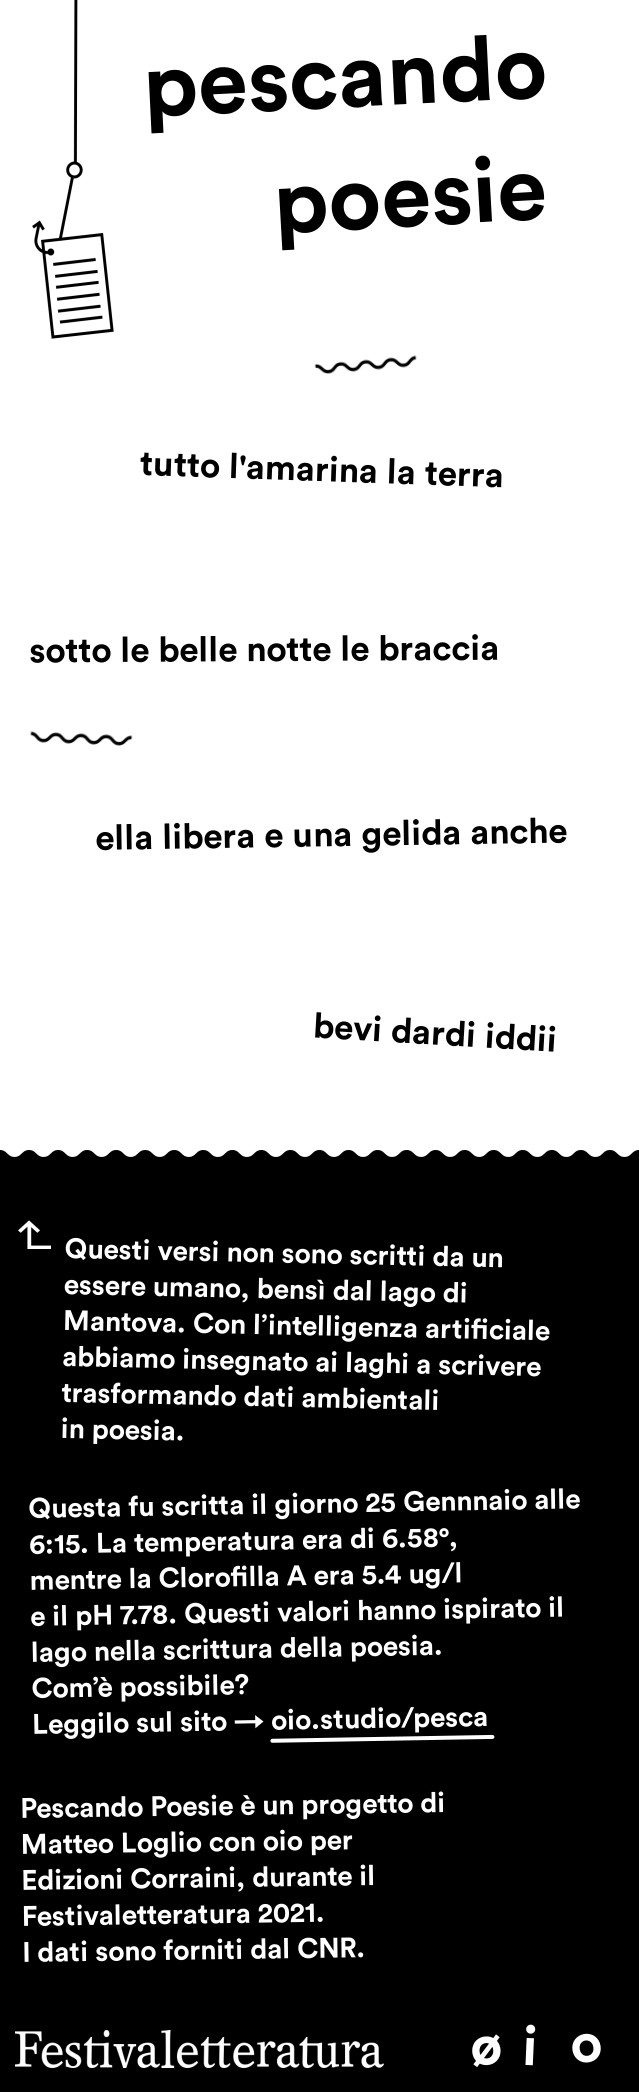 pescando
poesie
tutto l'amarina la terra
sotto le belle notte le braccia
ella libera e una gelida anche
bevi dardi iddii
Questi versi non sono scritti da un
essere umano, bensì dal lago di
Mantova. Con l’intelligenza artificiale
abbiamo insegnato ai laghi a scrivere
trasformando dati ambientali
in poesia.
Questa fu scritta il giorno 25 Gennnaio alle
6:15. La temperatura era di 6.58°,
mentre la Clorofilla A era 5.4 ug/l
e il pH 7.78. Questi valori hanno ispirato il
lago nella scrittura della poesia.
Com’è possibile?
Leggilo sul sito → oio.studio/pesca
Pescando Poesie è un progetto di
Matteo Loglio con oio per
Edizioni Corraini, durante il
Festivaletteratura 2021.
I dati sono forniti dal CNR.
Festivaletteratura ø i o